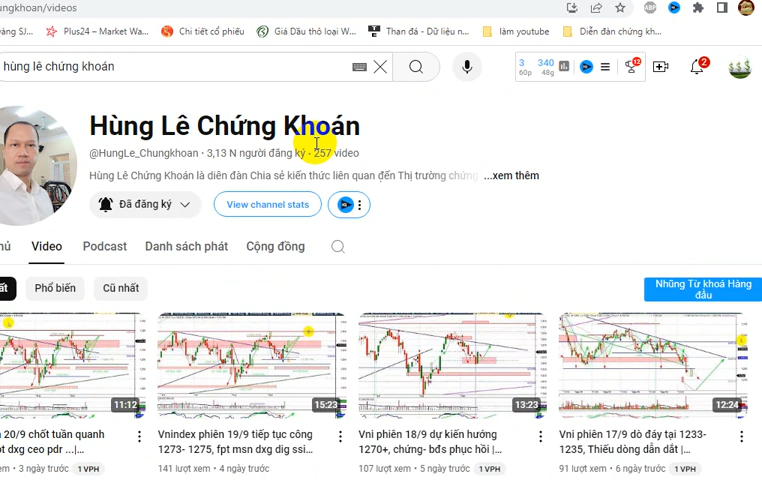 ungkhoan/videos
vàng SJ...
Plus24 – Market Wa...
Chi tiết cổ phiếu
Giá Dầu thô loại W...
Than đá - Dữ liệu n...
làm youtube
Diễn đàn chứng kh...
hùng lê chứng khoán
3 60p 340 48g
12
2
Hùng Lê Chứng Khoán
@HungLe_Chungkhoan • 3,13 N người đăng ký • 257 video
Hùng Lê Chứng Khoán là diễn đàn Chia sẻ kiến thức liên quan đến Thị trường chứng ...xem thêm
Đã đăng ký
View channel stats
Video
Podcast
Danh sách phát
Cộng đồng
Phổ biến
Cũ nhất
Những Từ khoá Hàng
đầu
11:12
15:23
13:23
12:24
20/9 chốt tuần quanh
Vnindex phiên 19/9 tiếp tục công
Vni phiên 18/9 dự kiến hướng
Vni phiên 17/9 dò đáy tại 1233-
pt dxg ceo pdr ...|...
1273- 1275, fpt msn dxg dig ssi...
1270+, chứng- bđs phục hồi |...
1235, Thiếu dòng dẫn dắt |...
xem • 3 ngày trước 1 VPH
141 lượt xem • 4 ngày trước
107 lượt xem • 5 ngày trước 1 VPH
91 lượt xem • 6 ngày trước 1 VPH